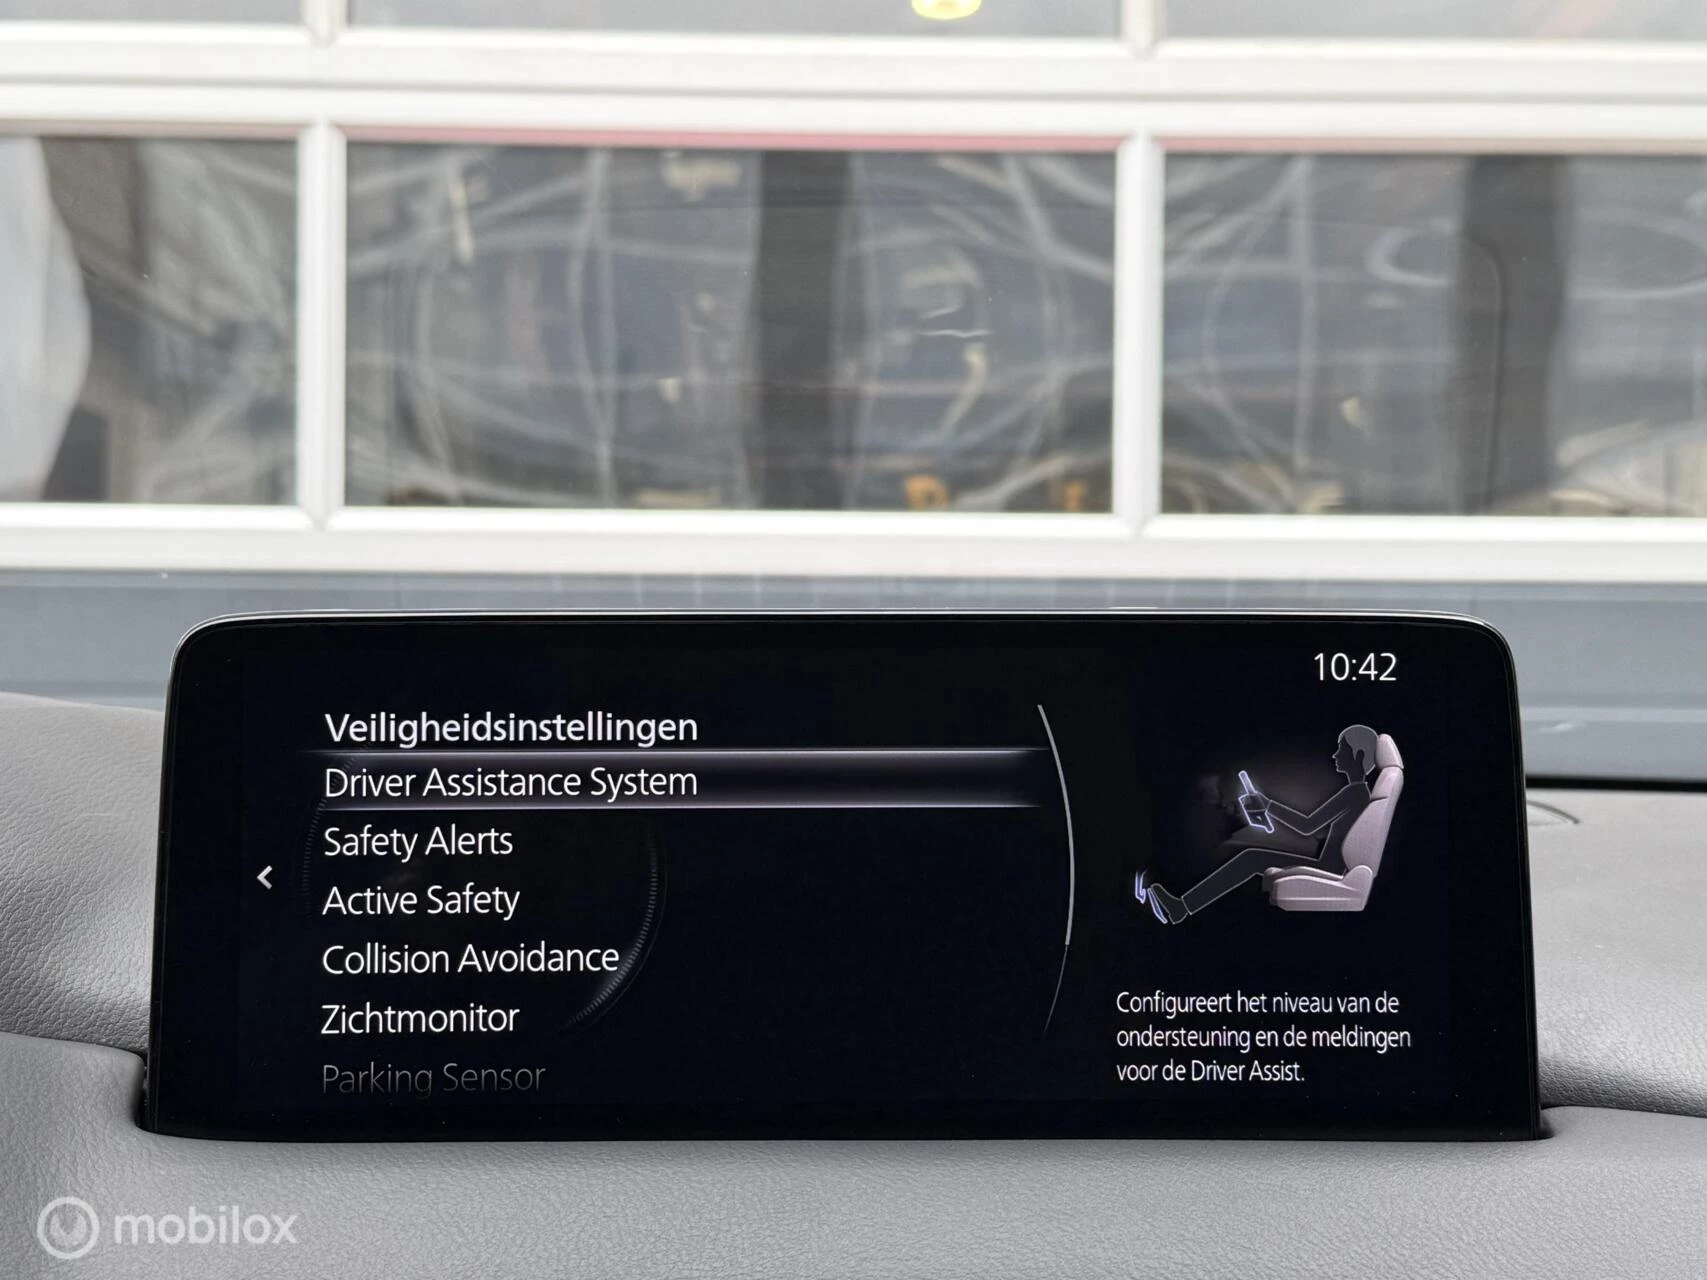 10:42
Veiligheidsinstellingen
Driver Assistance System
Safety Alerts
Active Safety
Collision Avoidance
Zichtmonitor
Parking Sensor
Configureert het niveau van de
ondersteuning en de meldingen
voor de Driver Assist.
mobilox